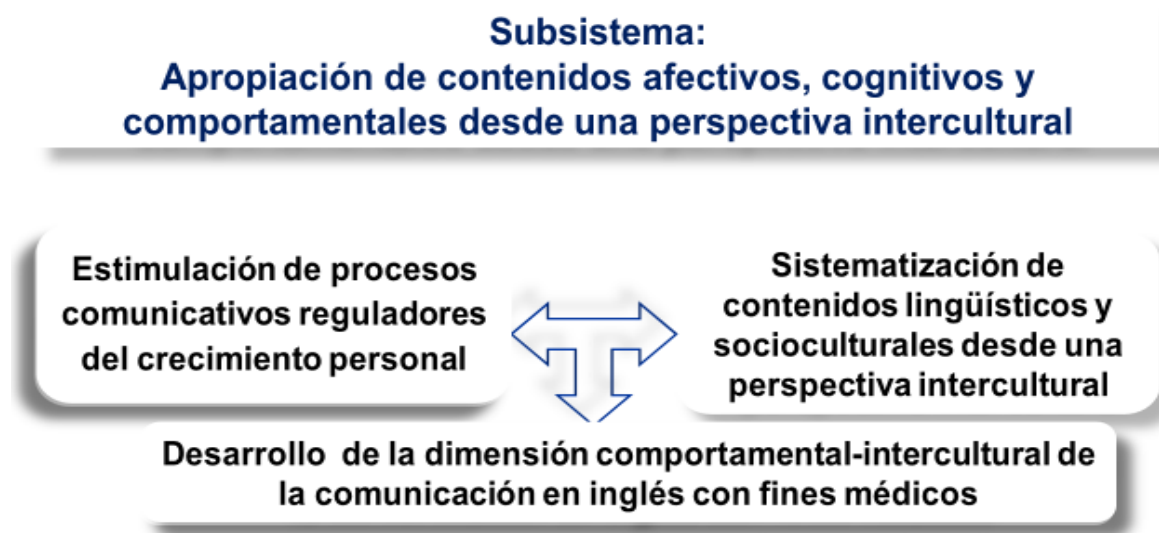 Subsistema:
Apropiación de contenidos afectivos, cognitivos y
comportamentales desde una perspectiva intercultural
Estimulación de procesos
comunicativos reguladores
del crecimiento personal
Sistematización de
contenidos lingüísticos y
socioculturales desde una
perspectiva intercultural
Desarrollo de la dimensión comportamental-intercultural de
la comunicación en inglés con fines médicos